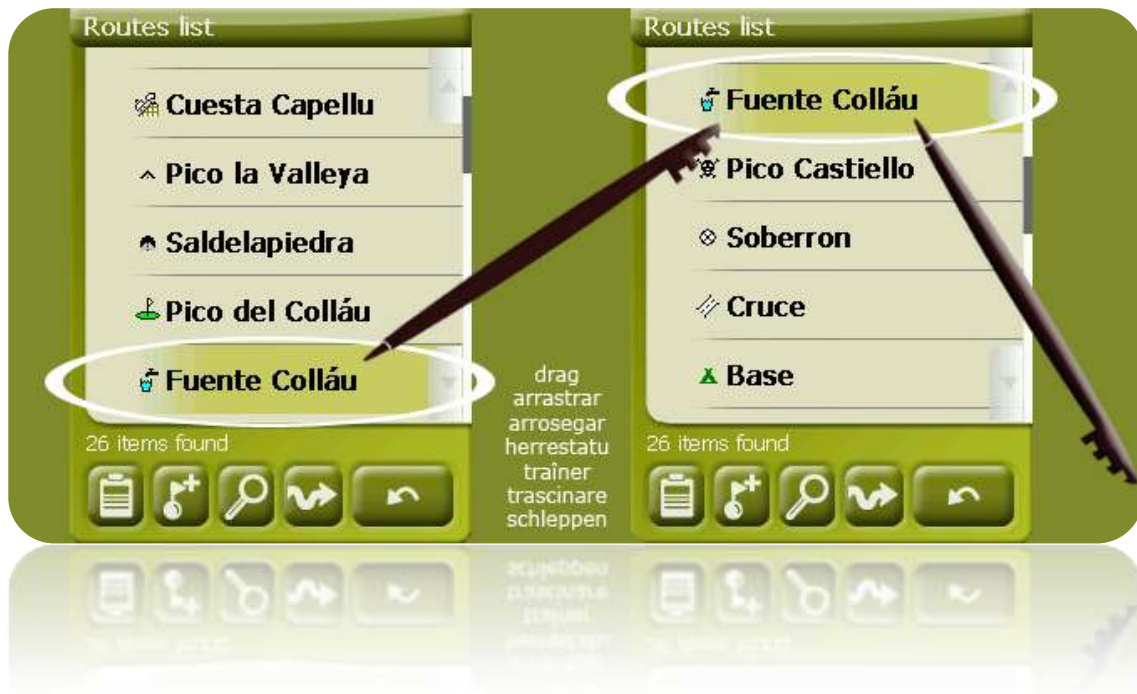 Routes list
Cuesta Capellu
Pico la Valleya
Saldelapiedra
Pico del Colláu
Fuente Colláu
26 items found
drag
arrastrar
arrosegar
herrestatu
traîner
trascinare
schleppen
Routes list
Fuente Colláu
Pico Castiello
Soberron
Cruce
Base
26 items found